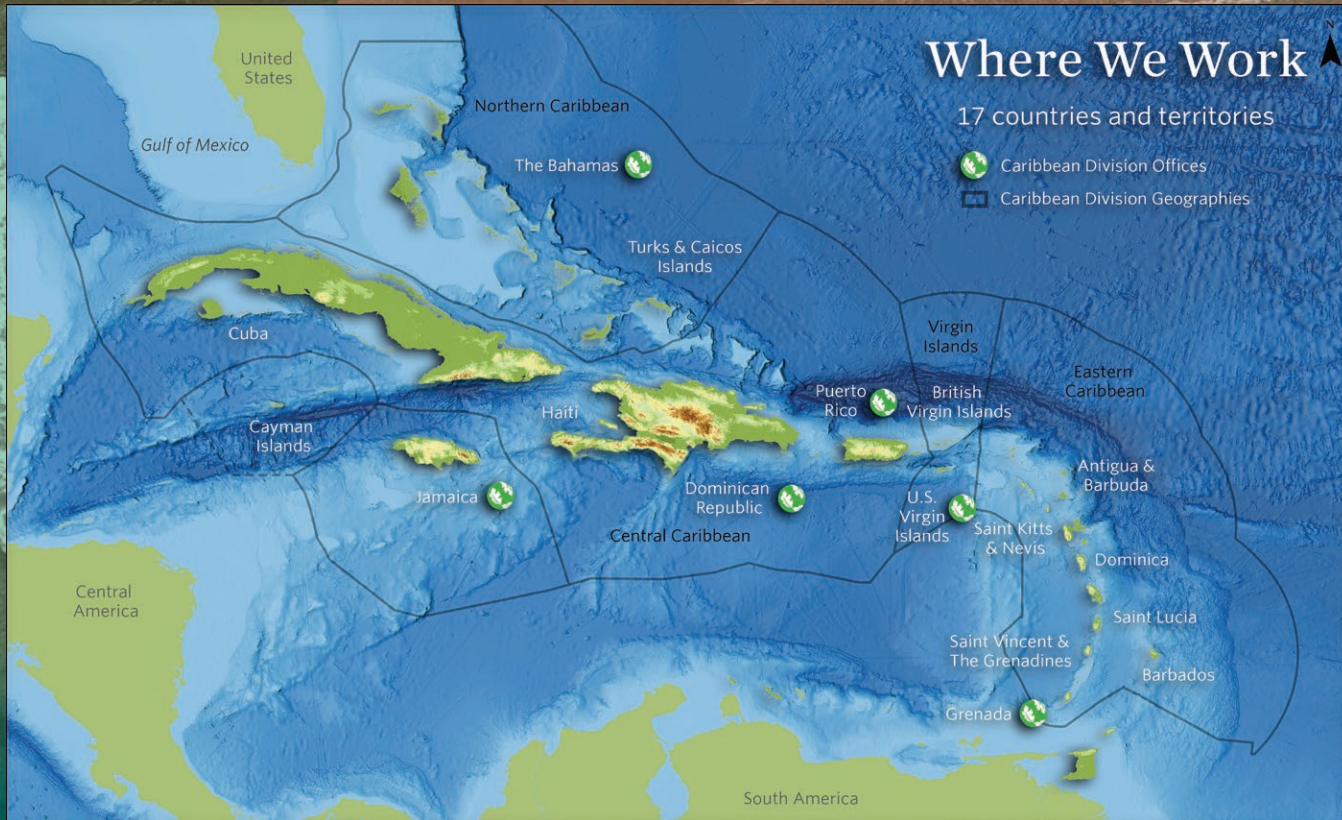 Where We Work
17 countries and territories
Caribbean Division Offices
Caribbean Division Geographies
N
United
States
Gulf of Mexico
Northern Caribbean
The Bahamas
Turks & Caicos
Islands
Cuba
Virgin
Islands
Eastern
Caribbean
Puerto
Rico
British
Virgin Islands
Haiti
Cayman
Islands
Jamaica
Dominican
Republic
Central Caribbean
U.S.
Virgin
Islands
Antigua &
Barbuda
Saint Kitts
& Nevis
Dominica
Central
America
Saint Lucia
Saint Vincent &
The Grenadines
Barbados
Grenada
South America